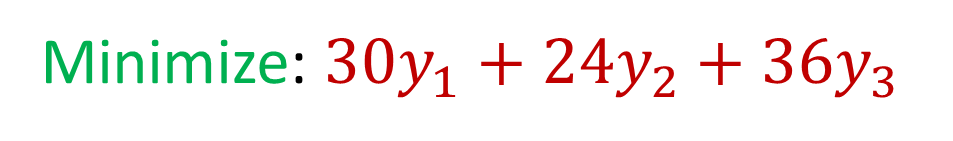 Minimize: 30y₁ + 24y₂ + 36y₃